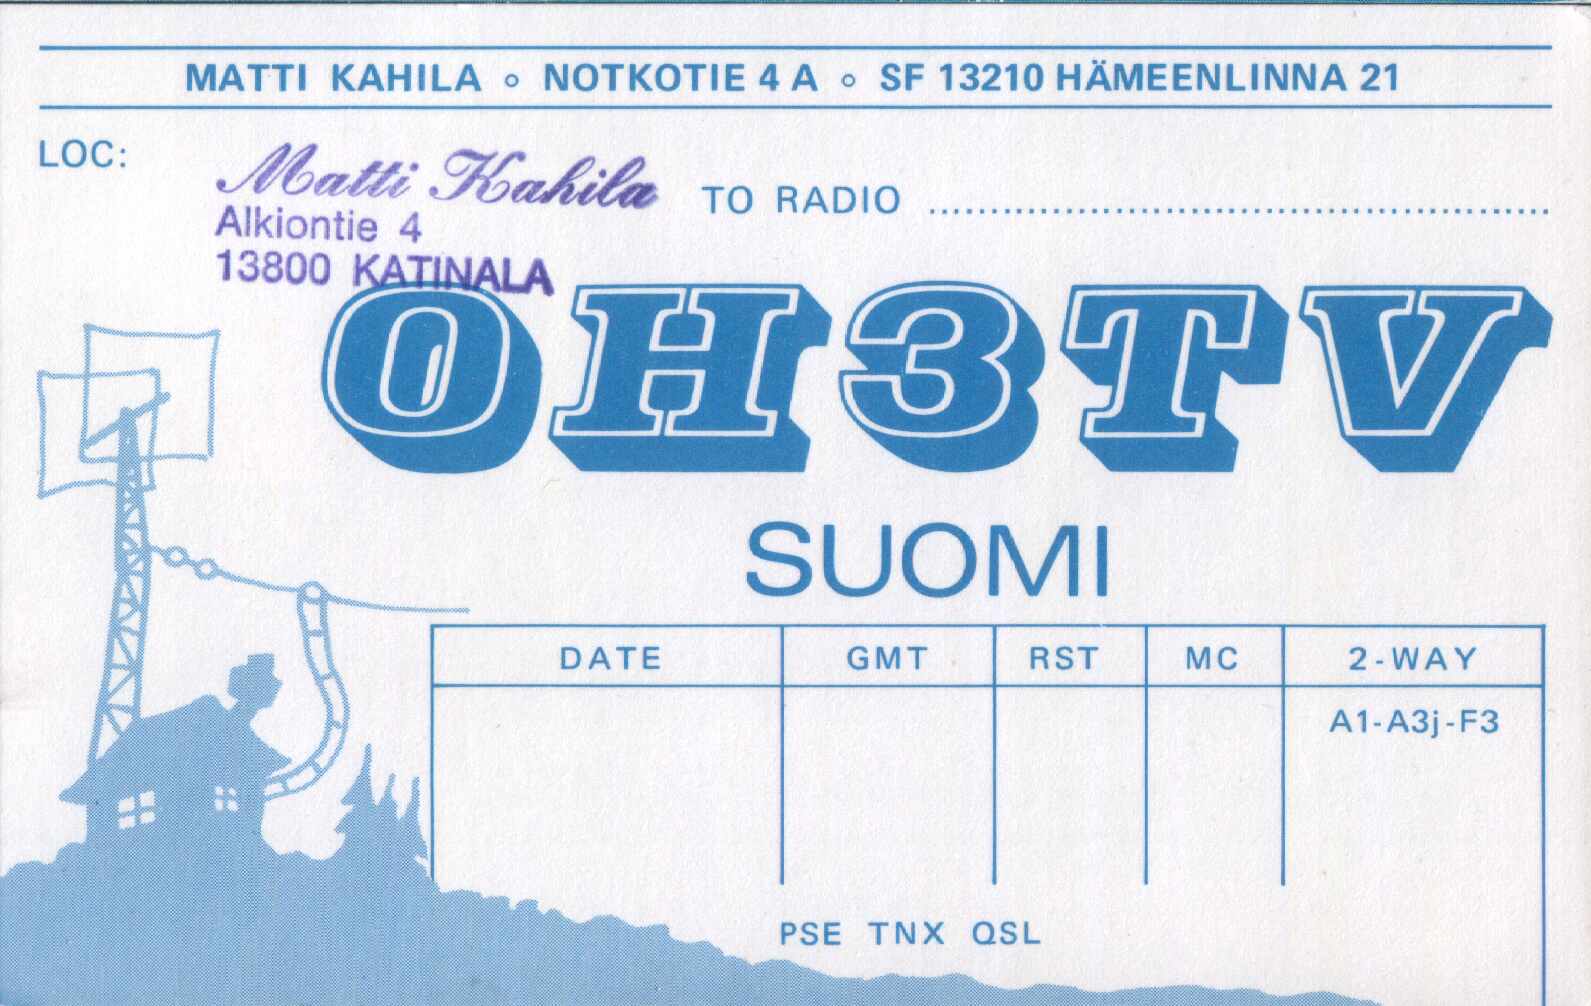 MATTI KAHILA ∘ NOTKOTIE 4 A ∘ SF 13210 HÄMEENLINNA 21
LOC:
Matti Kahila
Alkiontie 4
13800 KATINALA
TO RADIO ....................................................
OH3TV
SUOMI
DATE GMT RST MC 2-WAY
A1-A3j-F3
PSE TNX QSL